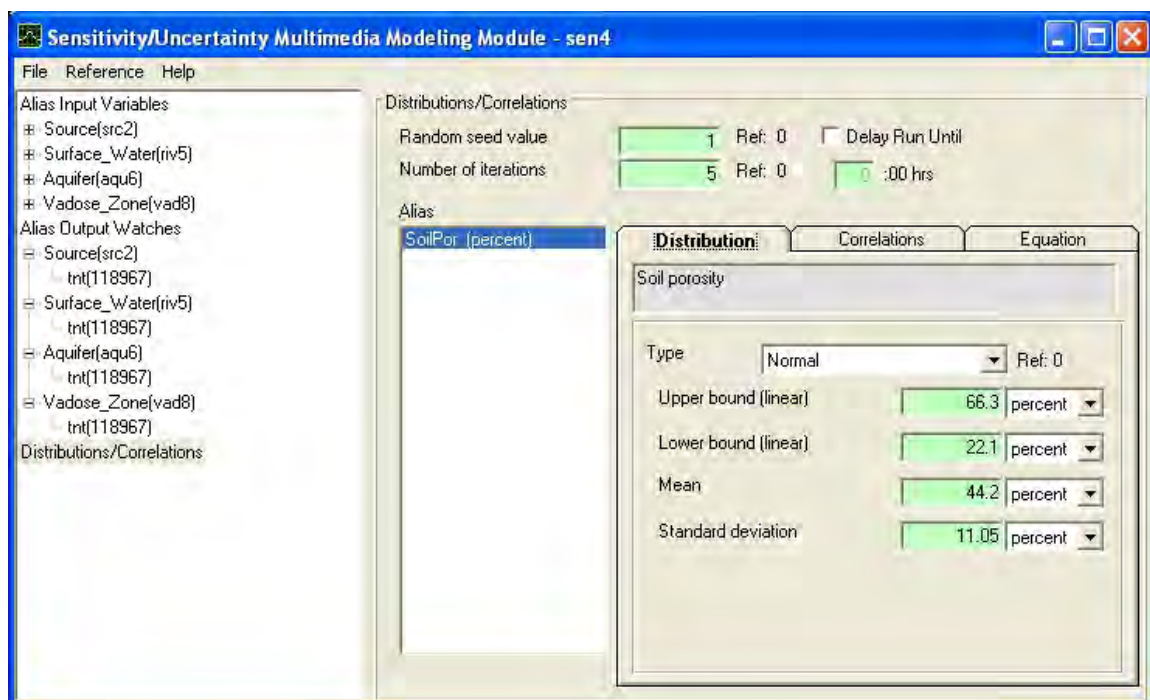 Sensitivity/Uncertainty Multimedia Modeling Module - sen4
File Reference Help
Alias Input Variables
Source(src2)
Surface_Water(riv5)
Aquifer(aqu6)
Vadose_Zone(vad8)
Alias Output Watches
Source(src2)
tnt(118967)
Surface_Water(riv5)
tnt(118967)
Aquifer(aqu6)
tnt(118967)
Vadose_Zone(vad8)
tnt(118967)
Distributions/Correlations
Distributions/Correlations
Random seed value 1 Ref: 0 Delay Run Until
Number of iterations 5 Ref: 0 0 :00 hrs
Alias
SoilPor (percent)
Distribution Correlations Equation
Soil porosity
Type Normal Ref: 0
Upper bound (linear) 66.3 percent
Lower bound (linear) 22.1 percent
Mean 44.2 percent
Standard deviation 11.05 percent